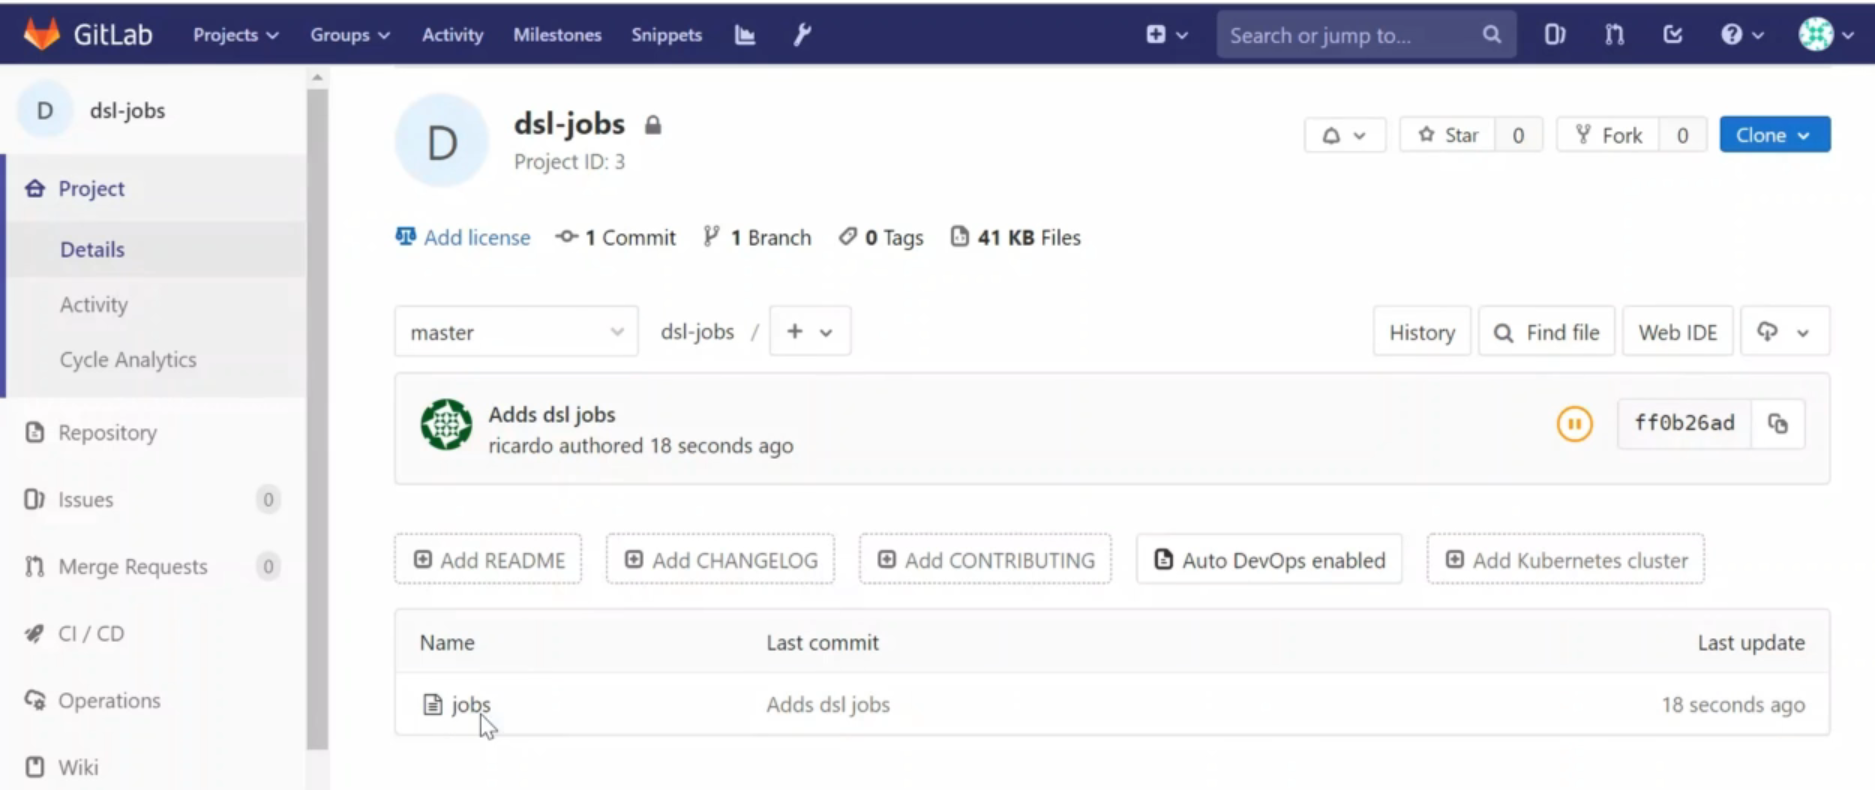 GitLab Projects Groups Activity Milestones Snippets Search or jump to...
D dsl-jobs
Project
Details
Activity
Cycle Analytics
Repository
Issues 0
Merge Requests 0
CI / CD
Operations
Wiki
D
dsl-jobs
Project ID: 3
Star 0 Fork 0 Clone
Add license 1 Commit 1 Branch 0 Tags 41 KB Files
master dsl-jobs / + History Find file Web IDE
Adds dsl jobs
ricardo authored 18 seconds ago
ff0b26ad
Add README Add CHANGELOG Add CONTRIBUTING Auto DevOps enabled Add Kubernetes cluster
Name Last commit Last update
jobs Adds dsl jobs 18 seconds ago